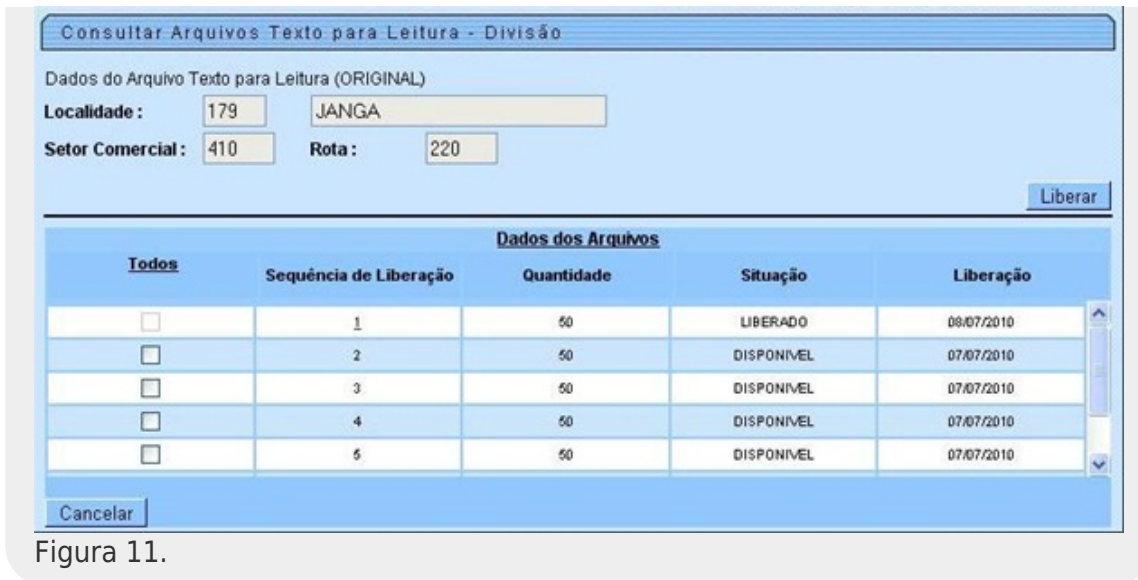 Consultar Arquivos Texto para Leitura - Divisão
Dados do Arquivo Texto para Leitura (ORIGINAL)
Localidade : 179 JANGA
Setor Comercial : 410 Rota : 220
Liberar
Dados dos Arquivos
Todos Sequência de Liberação Quantidade Situação Liberação
1 50 LIBERADO 08/07/2010
2 50 DISPONIVEL 07/07/2010
3 50 DISPONIVEL 07/07/2010
4 50 DISPONIVEL 07/07/2010
5 50 DISPONIVEL 07/07/2010
Cancelar
Figura 11.